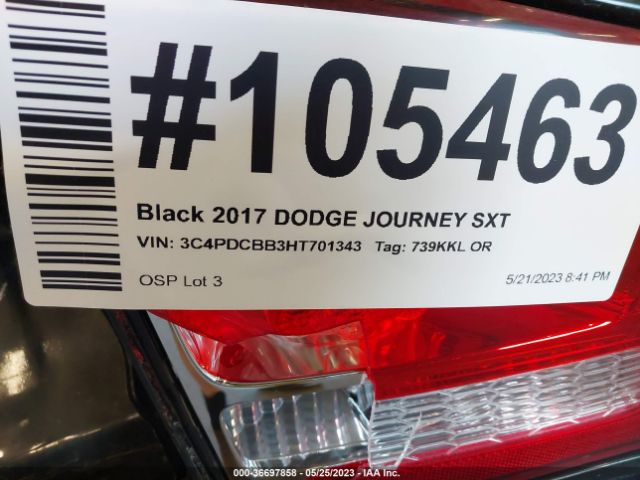 #105463
Black 2017 DODGE JOURNEY SXT
VIN: 3C4PDCBB3HT701343 Tag: 739KKL OR
OSP Lot 3 5/21/2023 8:41 PM
000-36697858 - 05/25/2023 - IAA